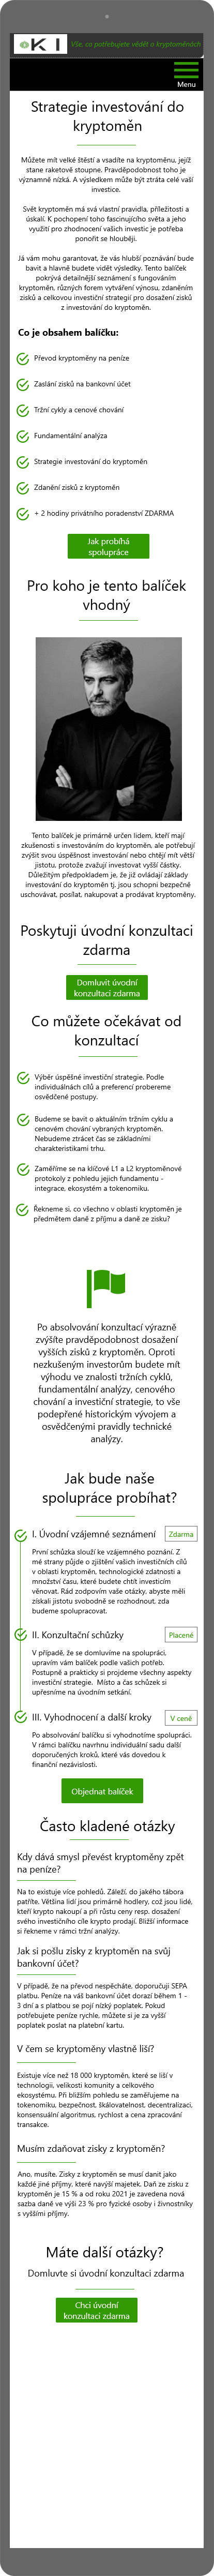 KI
Vše, co potřebujete vědět o kryptoměnách
Menu
Strategie investování do
kryptoměn
Můžete mít velké štěstí a vsadíte na kryptoměnu, jejíž
stane raketově stoupne. Pravděpodobnost toho je
významně nízká. A výsledkem může být ztráta celé vaší
investice.
Svět kryptoměn má svá vlastní pravidla, příležitosti a
úskalí. K pochopení toho fascinujícího světa a jeho
využití pro zhodnocení vašich investic je potřeba
ponořit se hlouběji.
Já vám mohu garantovat, že vás hlubší poznávání bude
bavit a hlavně budete vidět výsledky. Tento balíček
pokrývá detailnější seznámení s fungováním
kryptoměn, různých forem vytváření výnosu, zdaněním
zisků a celkovou investiční strategií pro dosažení zisků
z investování do kryptoměn.
Co je obsahem balíčku:
Převod kryptoměny na peníze
Zaslání zisků na bankovní účet
Tržní cykly a cenové chování
Fundamentální analýza
Strategie investování do kryptoměn
Zdanění zisků z kryptoměn
+ 2 hodiny privátního poradenství ZDARMA
Jak probíhá
spolupráce
Pro koho je tento balíček
vhodný
Tento balíček je primárně určen lidem, kteří mají
zkušenosti s investováním do kryptoměn, ale potřebují
zvýšit svou úspěšnost investování nebo chtějí mít větší
jistotu, protože zvažují investovat vyšší částky.
Důležitým předpokladem je, že již ovládají základy
investování do kryptoměn tj. jsou schopni bezpečně
uschovávat, posílat, nakupovat a prodávat kryptoměny.
Poskytuji úvodní konzultaci
zdarma
Domluvit úvodní
konzultaci zdarma
Co můžete očekávat od
konzultací
Výběr úspěšné investiční strategie. Podle
individuálních cílů a preferencí probereme
osvědčené postupy.
Budeme se bavit o aktuálním tržním cyklu a
cenovém chování vybraných kryptoměn.
Nebudeme ztrácet čas se základními
charakteristikami trhu.
Zaměříme se na klíčové L1 a L2 kryptoměnové
protokoly z pohledu jejich fundamentu -
integrace, ekosystém a tokenomiku.
Řekneme si, co všechno v oblasti kryptoměn je
předmětem daně z příjmu a daně ze zisku?
Po absolvování konzultací výrazně
zvýšíte pravděpodobnost dosažení
vyšších zisků z kryptoměn. Oproti
nezkušeným investorům budete mít
výhodu ve znalosti tržních cyklů,
fundamentální analýzy, cenového
chování a investiční strategie, to vše
podepřené historickým vývojem a
osvědčenými pravidly technické
analýzy.
Jak bude naše
spolupráce probíhat?
I. Úvodní vzájemné seznámení
Zdarma
První schůzka slouží ke vzájemného poznání. Z
mé strany půjde o zjištění vašich investičních cílů
v oblasti kryptoměn, technologické zdatnosti a
množství času, které budete chtít investicím
věnovat. Rád zodpovím vaše otázky, abyste měli
získali jistotu svobodně se rozhodnout, zda
budeme spolupracovat.
II. Konzultační schůzky
Placené
V případě, že se domluvíme na spolupráci,
upravím vám balíček podle vašich potřeb.
Postupně a prakticky si projdeme všechny aspekty
investiční strategie. Místo a čas schůzek si
upřesníme na úvodním setkání.
III. Vyhodnocení a další kroky
V ceně
Po absolvování balíčku si vyhodnotíme spolupráci.
V rámci balíčku navrhnu individuální sadu další
doporučených kroků, které vás dovedou k
finanční nezávislosti.
Objednat balíček
Často kladené otázky
Kdy dává smysl převést kryptoměny zpět
na peníze?
Na to existuje více pohledů. Záleží, do jakého tábora
patříte. Většina lidí jsou primárně hodlery, což jsou lidé,
kteří krypto nakoupí a při růstu ceny resp. dosažení
svého investičního cíle krypto prodají. Bližší informace
si řekneme v rámci tržní analýzy.
Jak si pošlu zisky z kryptoměn na svůj
bankovní účet?
V případě, že na převod nespěcháte, doporučuji SEPA
platbu. Peníze na váš bankovní účet dorazí během 1 -
3 dní a s platbou se pojí nízký poplatek. Pokud
potřebujete peníze rychle, můžete si je za vyšší
poplatek poslat na platební kartu.
V čem se kryptoměny vlastně liší?
Existuje více než 18 000 kryptoměn, které se liší v
technologii, velikosti komunity a celkového
ekosystému. Při bližším pohledu se zaměřujeme na
tokenomiku, bezpečnost, škálovatelnost, decentralizaci,
konsensuální algoritmus, rychlost a cena zpracování
transakce.
Musím zdaňovat zisky z kryptoměn?
Ano, musíte. Zisky z kryptoměn se musí danit jako
každé jiné příjmy, které navýší majetek. Daň ze zisku z
kryptoměn je 15 % a od roku 2021 je zavedena nová
sazba daně ve výši 23 % pro fyzické osoby i živnostníky
s vyššími příjmy.
Máte další otázky?
Domluvte si úvodní konzultaci zdarma
Chci úvodní
konzultaci zdarma